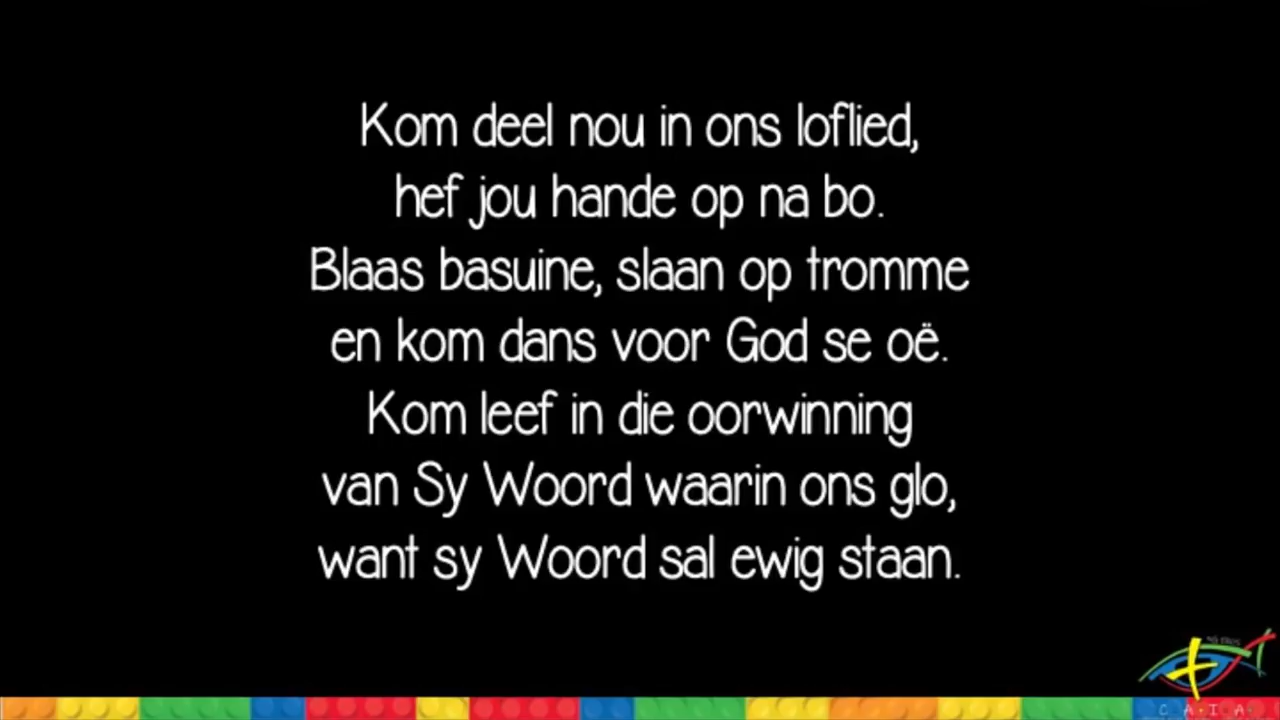 Kom deel nou in ons loflied,
hef jou hande op na bo.
Blaas basuine, slaan op tromme
en kom dans voor God se oë.
Kom leef in die oorwinning
van Sy Woord waarin ons glo,
want sy Woord sal ewig staan.